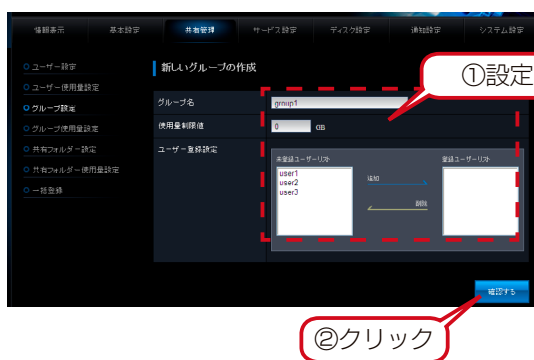 情報表示 基本設定 共有管理 サービス設定 ディスク設定 通知設定 システム設定
ユーザー設定
ユーザー使用量設定
グループ設定
グループ使用量設定
共有フォルダー設定
共有フォルダー使用量設定
一括登録
新しいグループの作成
①設定
グループ名 group1
使用量制限値 0 GB
ユーザー登録設定
未登録ユーザーリスト 登録ユーザーリスト
user1
user2
user3
追加
削除
確認する
②クリック